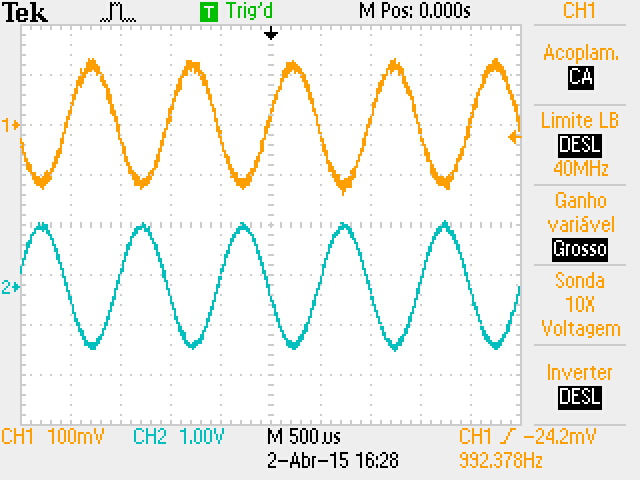 Tek T Trig'd M Pos: 0.000s CH1
Acoplam.
CA
1
Limite LB
DESL
40MHz
Ganho
variável
Grosso
2
Sonda
10X
Voltagem
Inverter
DESL
CH1 100mV CH2 1.00V M 500µs CH1 -24.2mV
2-Abr-15 16:28 992.378Hz